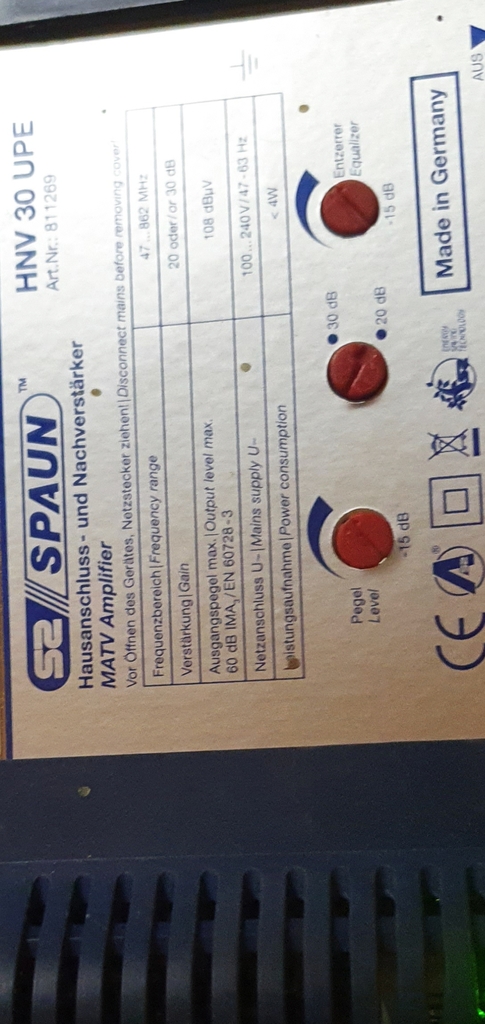 SPAUN™ HNV 30 UPE
Art.Nr.: 811269
Hausanschluss- und Nachverstärker
MATV Amplifier
Vor Öffnen des Gerätes, Netzstecker ziehen!|Disconnect mains before removing cover!
Frequenzbereich|Frequency range 47...862 MHz
Verstärkung|Gain 20 oder/or 30 dB
Ausgangspegel max.|Output level max. 108 dBµV
60 dB IMA₃/EN 60728-3
Netzanschluss U~|Mains supply U~ 100...240V/47-63 Hz
Leistungsaufnahme|Power consumption < 4W
Pegel
Level
-15 dB
30 dB
20 dB
Entzerrer
Equalizer
-15 dB
CE
Made in Germany
AUS